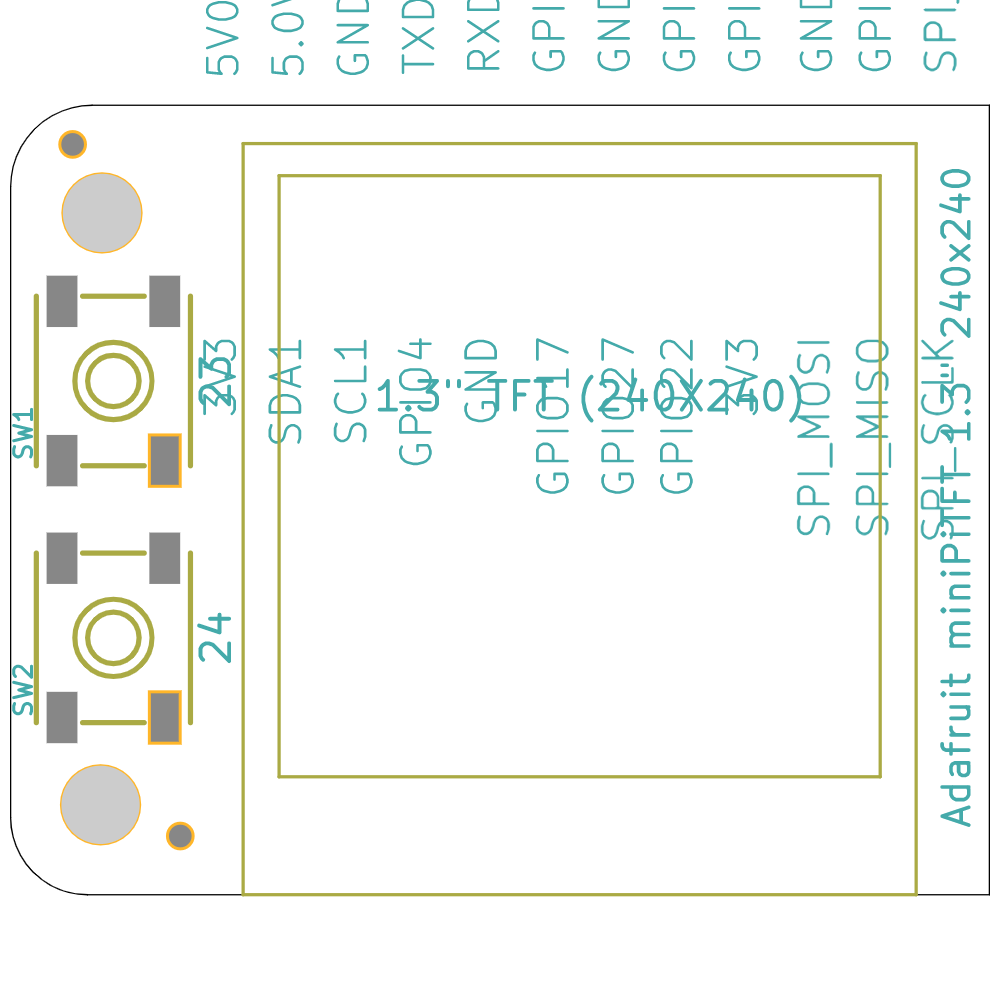 5V0
5.0V
GND
TXD
RXD
GPI
GND
GPI
GPI
GND
GPI
SPI_
SW1
23
3V3
SDA1
SCL1
GPIO4
GND
GPIO17
GPIO27
GPIO22
3V3
SPI_MOSI
SPI_MISO
SPI_SCLK
1.3" TFT (240X240)
Adafruit miniPiTFT 1.3" 240x240
SW2
24